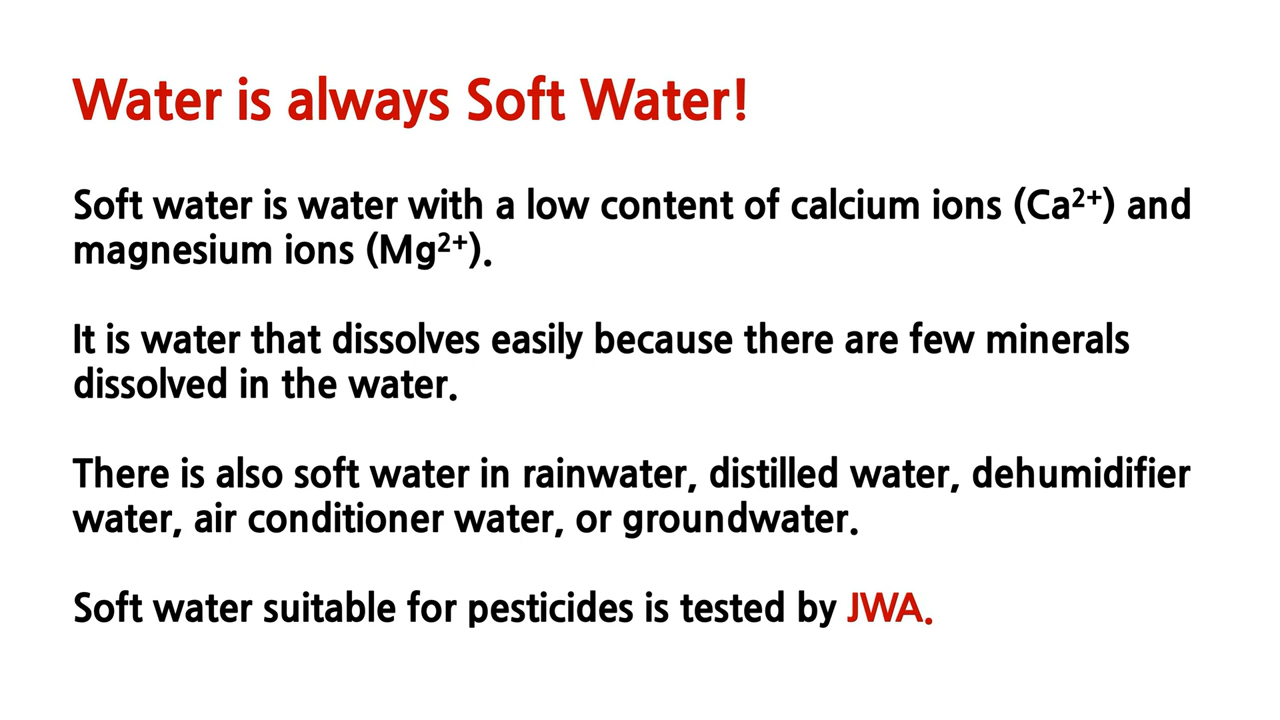 Water is always Soft Water!
Soft water is water with a low content of calcium ions (Ca²⁺) and
magnesium ions (Mg²⁺).
It is water that dissolves easily because there are few minerals
dissolved in the water.
There is also soft water in rainwater, distilled water, dehumidifier
water, air conditioner water, or groundwater.
Soft water suitable for pesticides is tested by JWA.